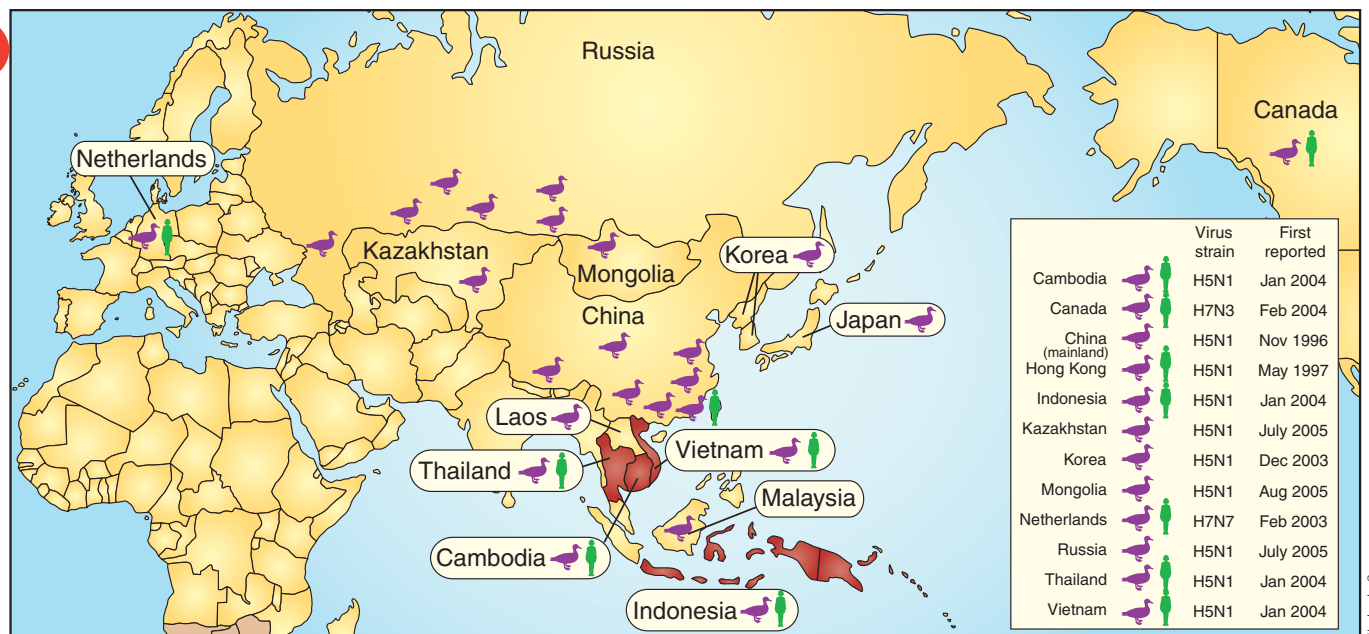 Russia
Canada
Netherlands
Kazakhstan
Mongolia
Korea
China
Japan
Laos
Vietnam
Thailand
Malaysia
Cambodia
Indonesia
Virus First
strain reported
Cambodia H5N1 Jan 2004
Canada H7N3 Feb 2004
China H5N1 Nov 1996
(mainland)
Hong Kong H5N1 May 1997
Indonesia H5N1 Jan 2004
Kazakhstan H5N1 July 2005
Korea H5N1 Dec 2003
Mongolia H5N1 Aug 2005
Netherlands H7N7 Feb 2003
Russia H5N1 July 2005
Thailand H5N1 Jan 2004
Vietnam H5N1 Jan 2004